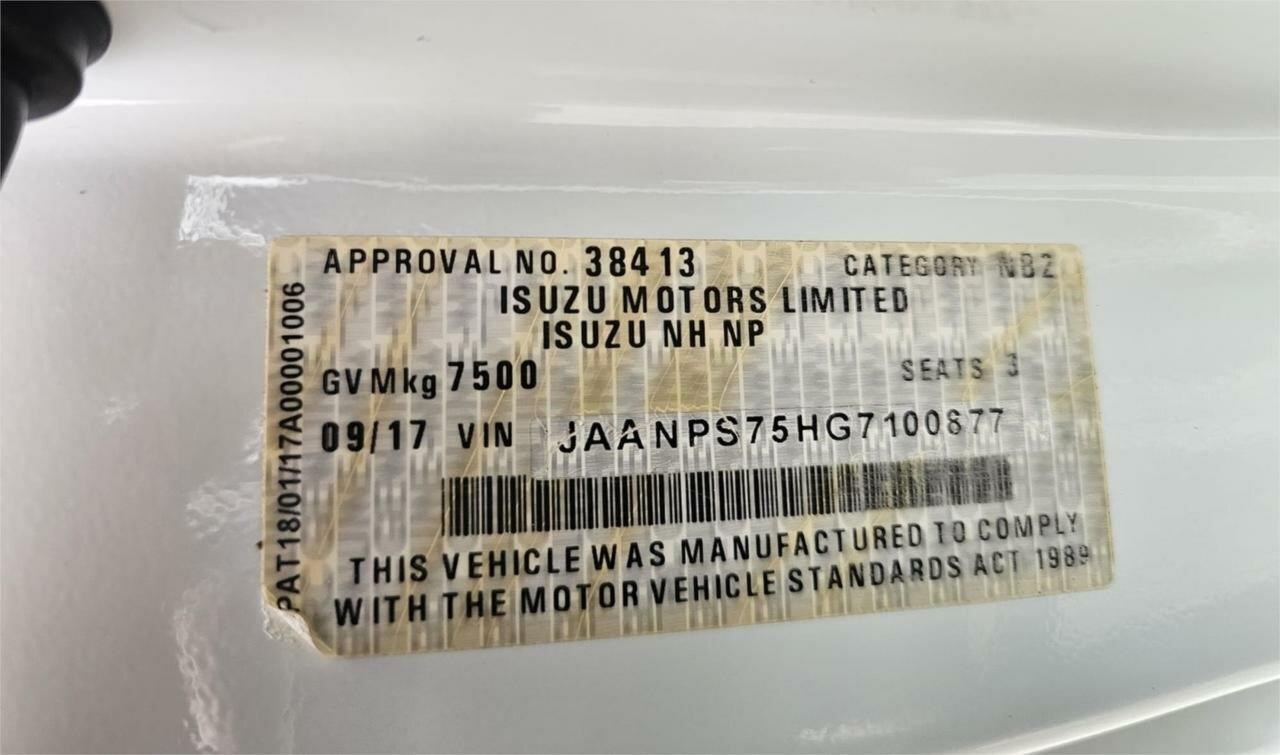 APPROVAL NO. 38413 CATEGORY NB2
ISUZU MOTORS LIMITED
ISUZU NH NP
GVMkg 7500 SEATS 3
09/17 VIN JAANPS75HG7100877
THIS VEHICLE WAS MANUFACTURED TO COMPLY
WITH THE MOTOR VEHICLE STANDARDS ACT 1989
PAT18/01/17A00001006